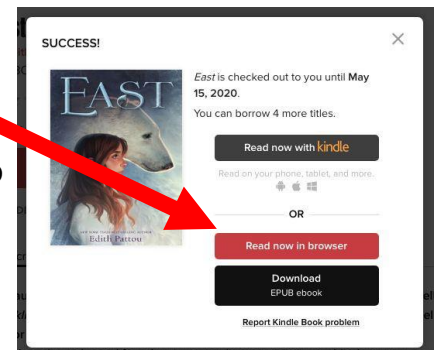 SUCCESS!
East is checked out to you until May
15, 2020.
You can borrow 4 more titles.
EAST
Edith Pattou
Read now with kindle
Read on your phone, tablet, and more.
OR
Read now in browser
Download
EPUB ebook
Report Kindle Book problem